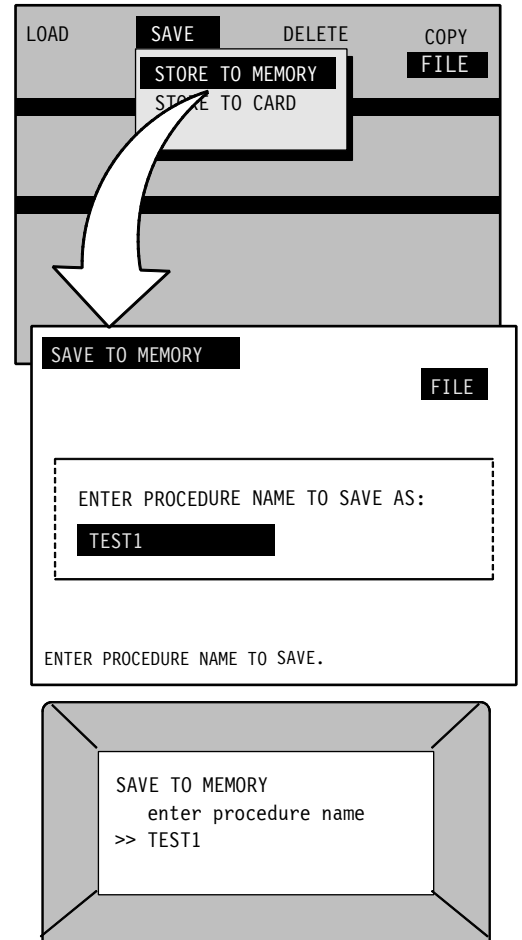 LOAD SAVE DELETE COPY
FILE
STORE TO MEMORY
STORE TO CARD
SAVE TO MEMORY
FILE
ENTER PROCEDURE NAME TO SAVE AS:
TEST1
ENTER PROCEDURE NAME TO SAVE.
SAVE TO MEMORY
enter procedure name
>> TEST1